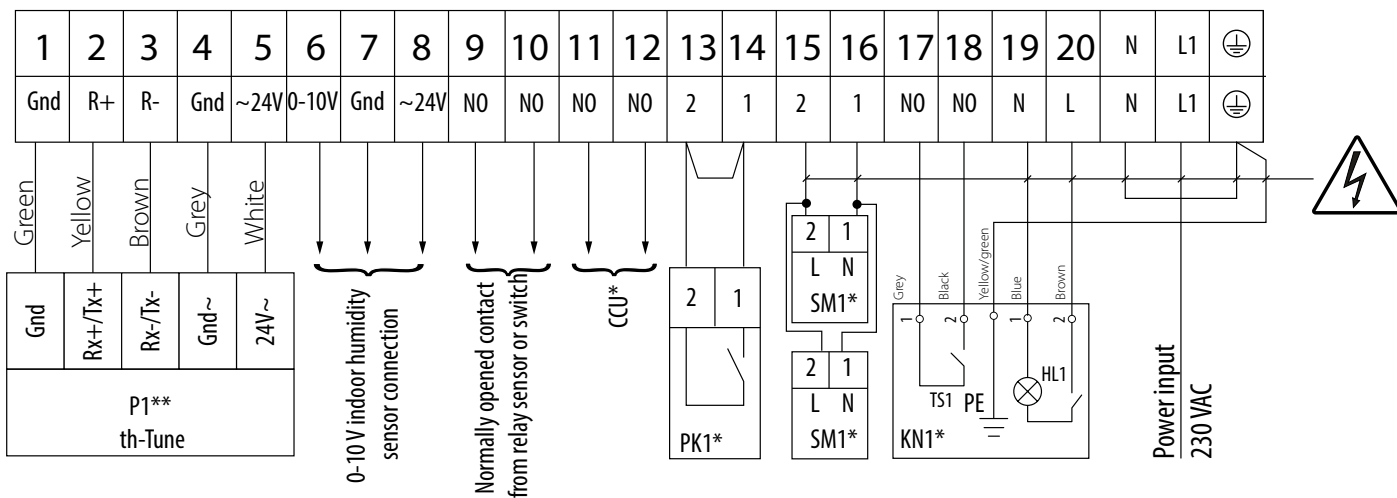 1 2 3 4 5 6 7 8 9 10 11 12 13 14 15 16 17 18 19 20 N L1
Gnd R+ R- Gnd ~24V 0-10V Gnd ~24V NO NO NO NO 2 1 2 1 NO NO N L N L1
Green
Yellow
Brown
Grey
White
Gnd
Rx+/Tx+
Rx-/Tx-
Gnd~
24V~
P1**
th-Tune
0-10 V indoor humidity
sensor connection
Normally opened contact
from relay sensor or switch
CCU*
2 1
PK1*
2 1
L N
SM1*
2 1
L N
SM1*
Grey
Black
Yellow/green
Blue
Brown
1 2 1 2
TS1 PE HL1
KN1*
Power input
230 VAC